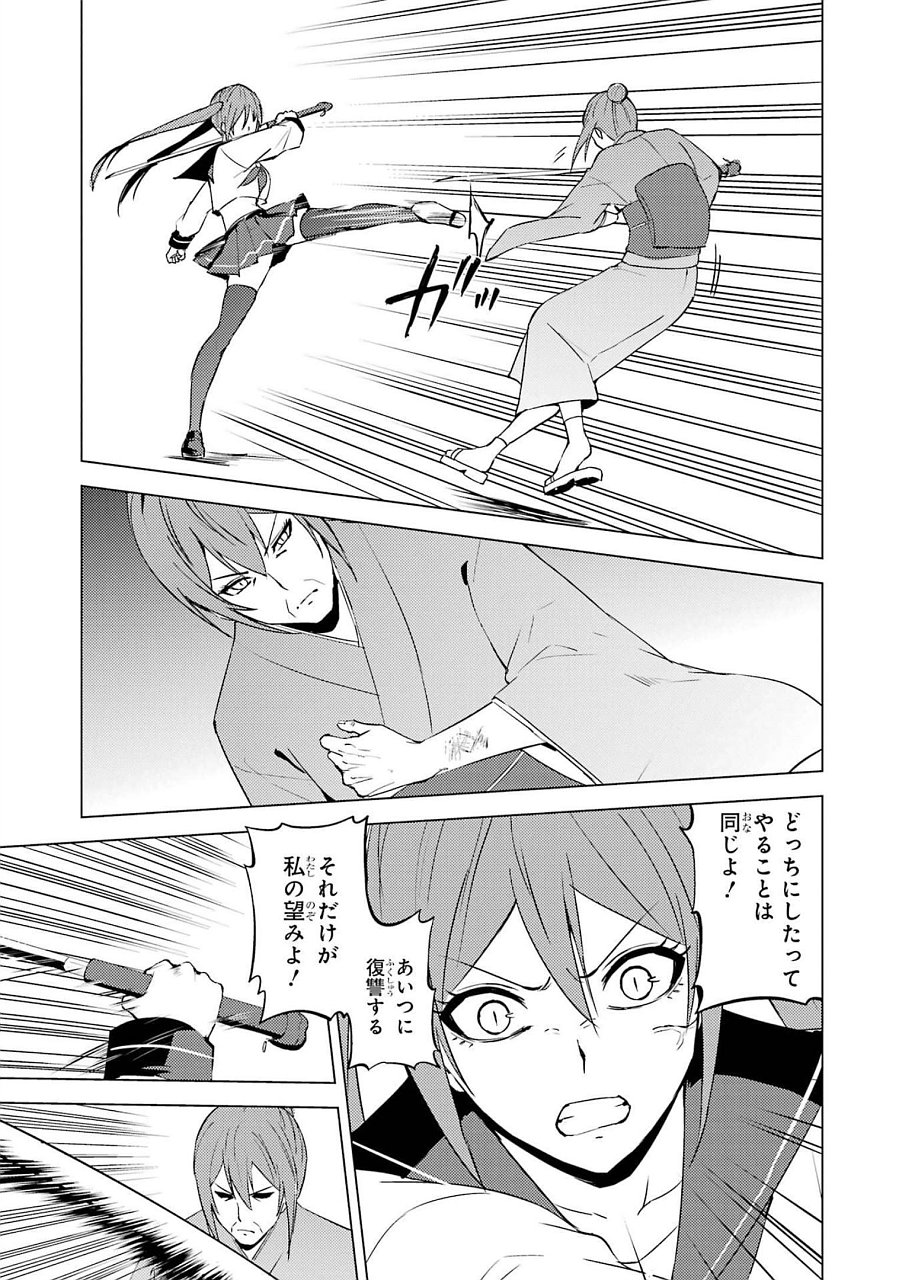 ガッ
どっちにしたって
やることは
同じよ！
あいつに
復讐する
それだけが
私の望みよ！